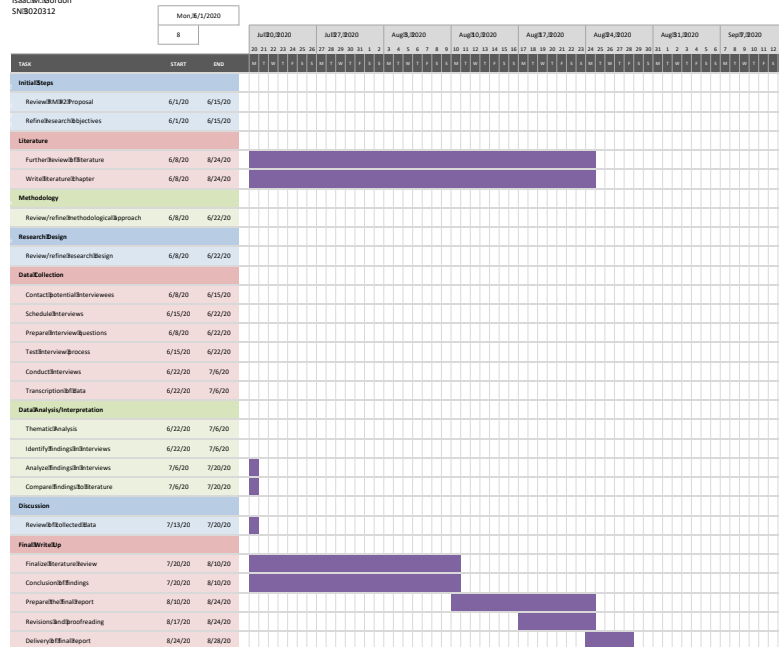 Isaac M. Gordon
SN 3020312
Mon, 6/1/2020
8
Jul 20, 2020 Jul 27, 2020 Aug 3, 2020 Aug 10, 2020 Aug 17, 2020 Aug 24, 2020 Aug 31, 2020 Sep 7, 2020
20 21 22 23 24 25 26 27 28 29 30 31 1 2 3 4 5 6 7 8 9 10 11 12 13 14 15 16 17 18 19 20 21 22 23 24 25 26 27 28 29 30 31 1 2 3 4 5 6 7 8 9 10 11 12
TASK START END M T W T F S S M T W T F S S M T W T F S S M T W T F S S M T W T F S S M T W T F S S M T W T F S S M T W T F S
Initial Steps
Review Proposal 6/1/20 6/15/20
Refine research objectives 6/1/20 6/15/20
Literature
Further review of literature 6/8/20 8/24/20
Write literature chapter 6/8/20 8/24/20
Methodology
Review/refine methodological approach 6/8/20 6/22/20
Research Design
Review/refine research design 6/8/20 6/22/20
Data Collection
Contact potential interviewees 6/8/20 6/15/20
Schedule interviews 6/15/20 6/22/20
Prepare interview questions 6/8/20 6/22/20
Test interview process 6/15/20 6/22/20
Conduct interviews 6/22/20 7/6/20
Transcription of data 6/22/20 7/6/20
Data Analysis/Interpretation
Thematic Analysis 6/22/20 7/6/20
Identify findings in interviews 6/22/20 7/6/20
Analyze findings in interviews 7/6/20 7/20/20
Compare findings to literature 7/6/20 7/20/20
Discussion
Review of collected data 7/13/20 7/20/20
Final Write Up
Finalize literature review 7/20/20 8/10/20
Conclusion of findings 7/20/20 8/10/20
Prepare the final report 8/10/20 8/24/20
Revisions and proofreading 8/17/20 8/24/20
Delivery of final report 8/24/20 8/28/20